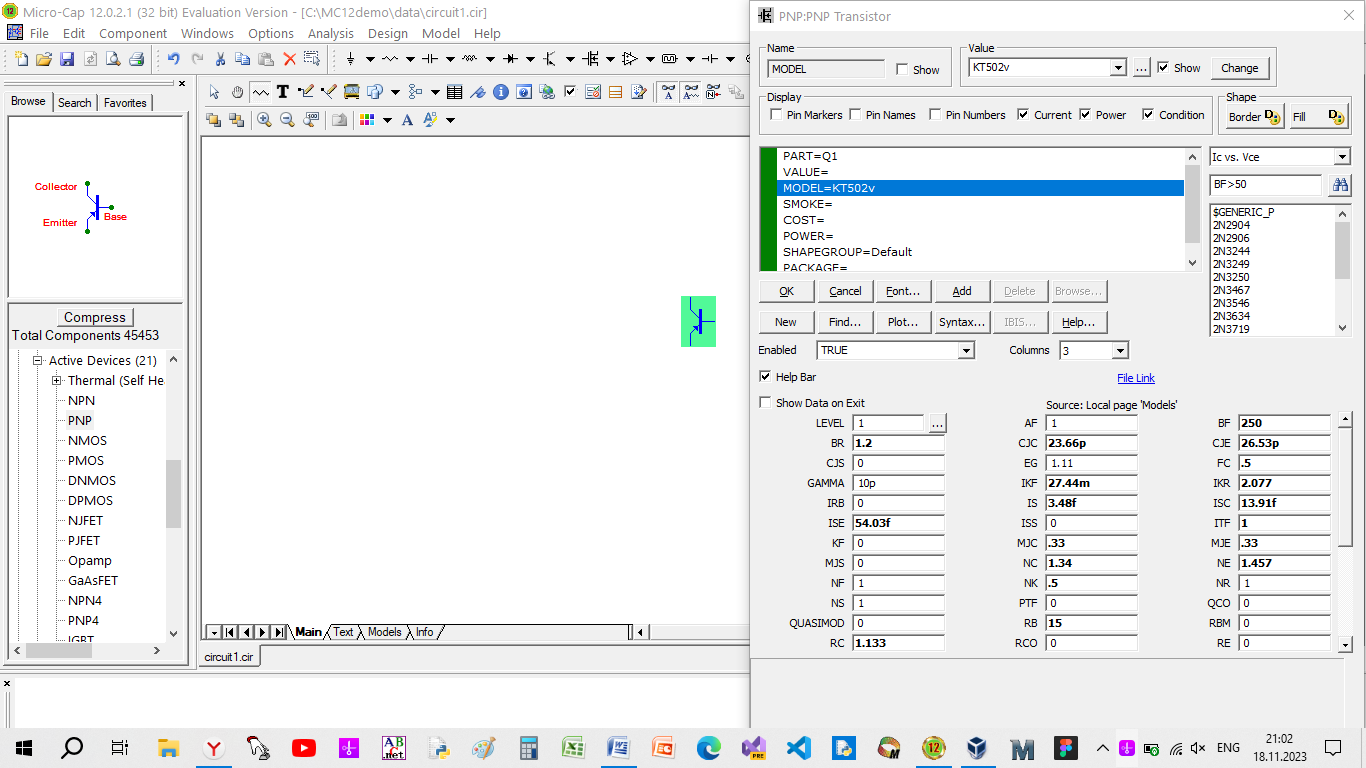 Micro-Cap 12.0.2.1 (32 bit) Evaluation Version - [C:\MC12demo\data\circuit1.cir]
File Edit Component Windows Options Analysis Design Model Help
Browse Search Favorites
Collector
Emitter
Base
Compress
Total Components 45453
Active Devices (21)
Thermal (Self He
NPN
PNP
NMOS
PMOS
DNMOS
DPMOS
NJFET
PJFET
Opamp
GaAsFET
NPN4
PNP4
IGBT
Main Text Models Info
circuit1.cir
PNP:PNP Transistor
Name
MODEL Show
Value
KT502v ... Show Change
Display
Pin Markers Pin Names Pin Numbers Current Power Condition
Shape
Border Fill
PART=Q1
VALUE=
MODEL=KT502v
SMOKE=
COST=
POWER=
SHAPEGROUP=Default
PACKAGE=
Ic vs. Vce
BF>50
$GENERIC_P
2N2904
2N2906
2N3244
2N3249
2N3250
2N3467
2N3546
2N3634
2N3719
OK Cancel Font... Add Delete Browse...
New Find... Plot... Syntax... IBIS... Help...
Enabled TRUE Columns 3
Help Bar File Link
Show Data on Exit Source: Local page 'Models'
LEVEL 1 ... AF 1 BF 250
BR 1.2 CJC 23.66p CJE 26.53p
CJS 0 EG 1.11 FC .5
GAMMA 10p IKF 27.44m IKR 2.077
IRB 0 IS 3.48f ISC 13.91f
ISE 54.03f ISS 0 ITF 1
KF 0 MJC .33 MJE .33
MJS 0 NC 1.34 NE 1.457
NF 1 NK .5 NR 1
NS 1 PTF 0 QCO 0
QUASIMOD 0 RB 15 RBM 0
RC 1.133 RCO 0 RE 0
ENG
21:02
18.11.2023